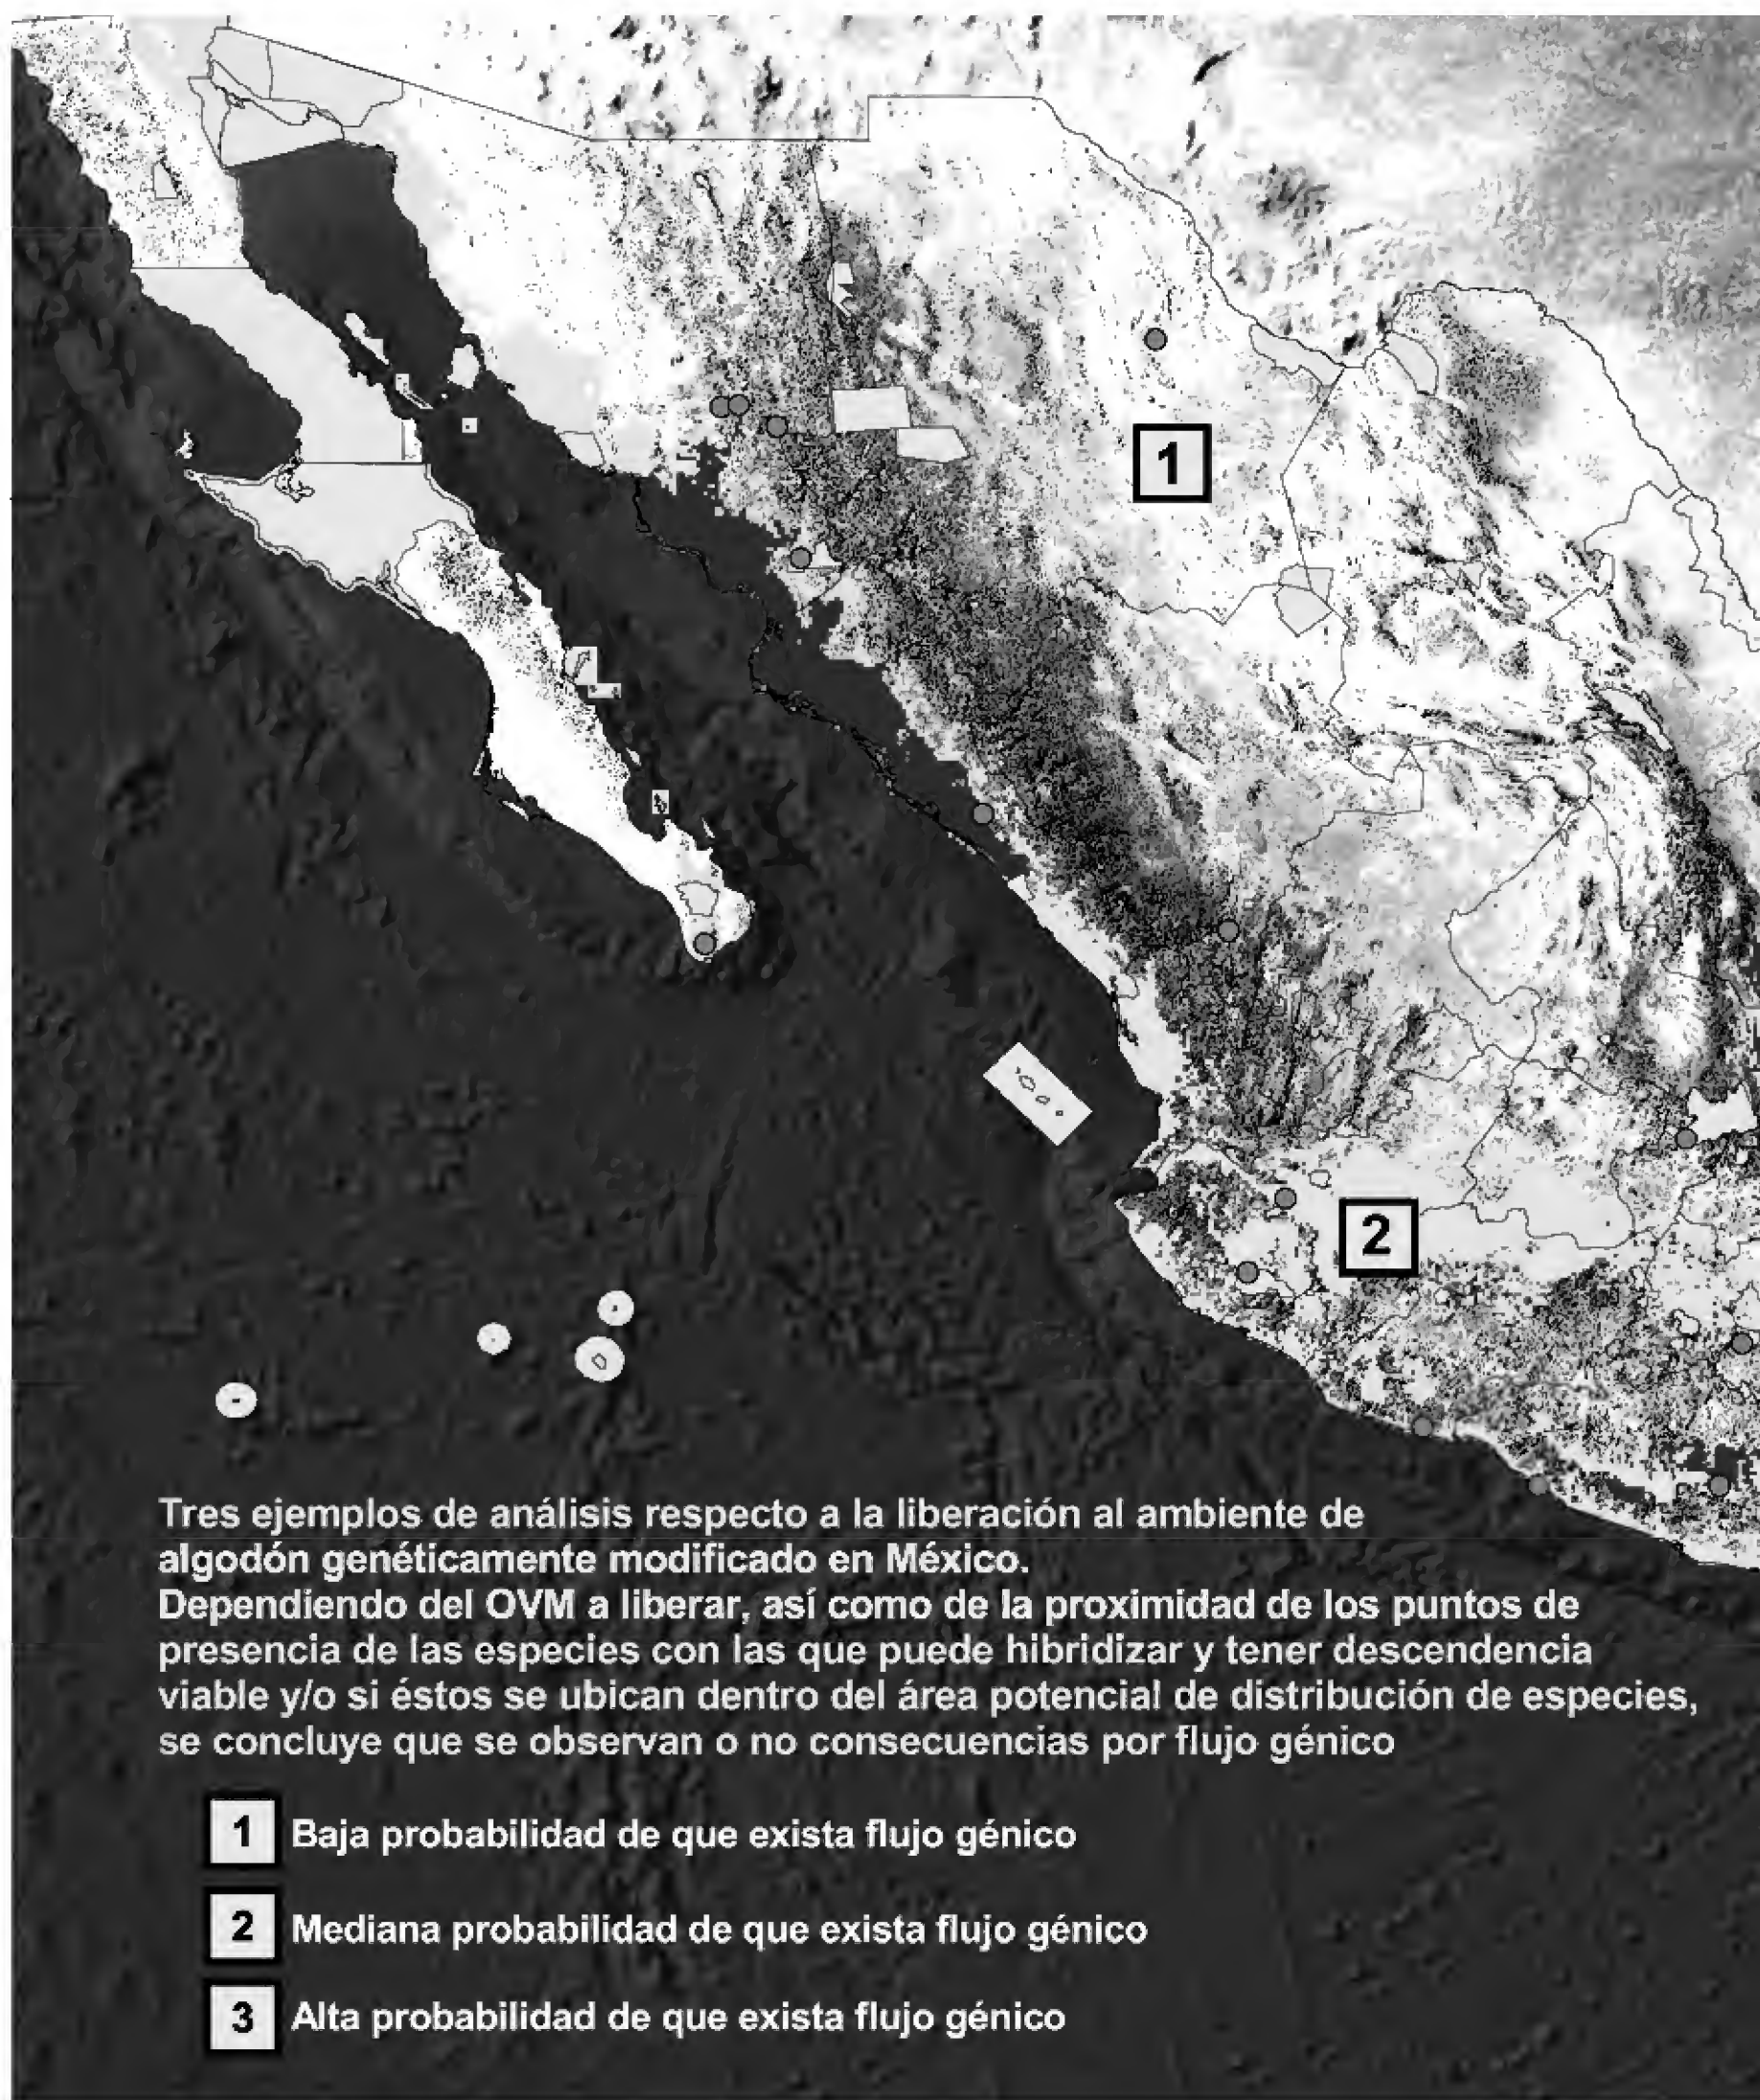 1
2
Tres ejemplos de análisis respecto a la liberación al ambiente de
algodón genéticamente modificado en México.
Dependiendo del OVM a liberar, así como de la proximidad de los puntos de
presencia de las especies con las que puede hibridizar y tener descendencia
viable y/o si éstos se ubican dentro del área potencial de distribución de especies,
se concluye que se observan o no consecuencias por flujo génico
1 Baja probabilidad de que exista flujo génico
2 Mediana probabilidad de que exista flujo génico
3 Alta probabilidad de que exista flujo génico